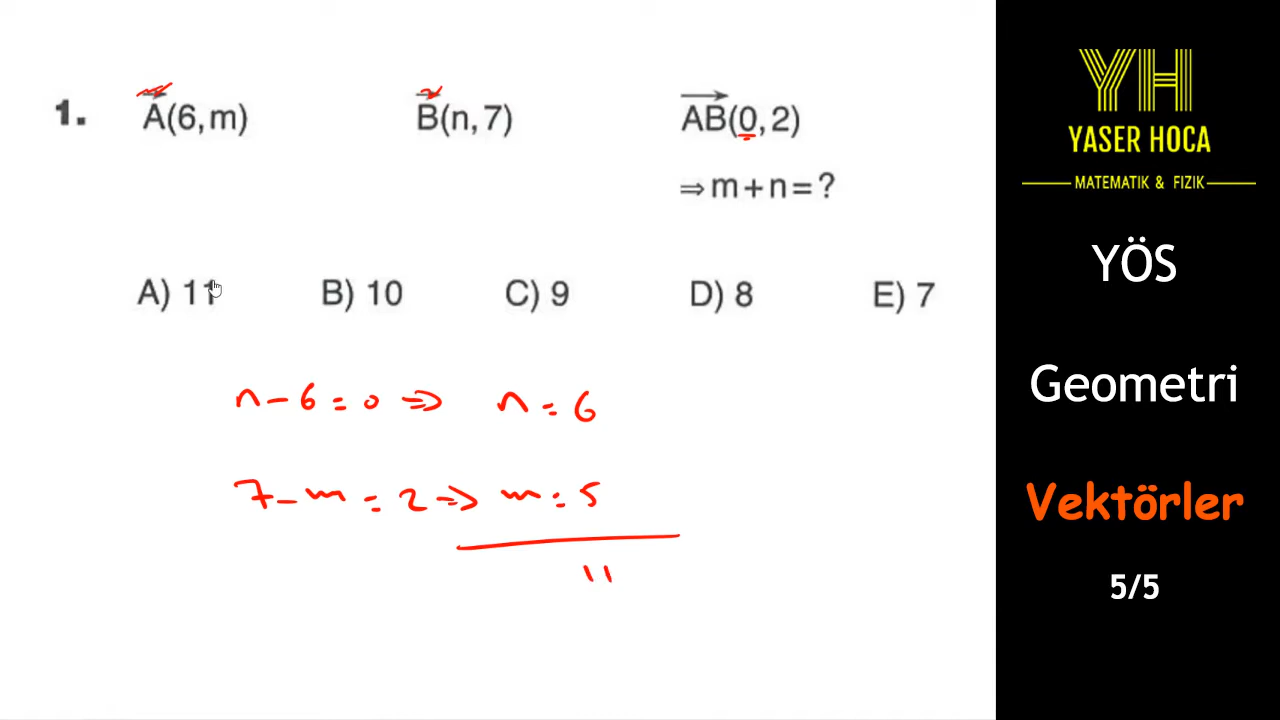 1. A(6,m) B(n,7) AB(0,2)
⇒m+n=?
A) 11 B) 10 C) 9 D) 8 E) 7
n-6=0 ⇒ n=6
7-m=2 ⇒ m=5
11
YH
YASER HOCA
MATEMATIK & FIZIK
YÖS
Geometri
Vektörler
5/5